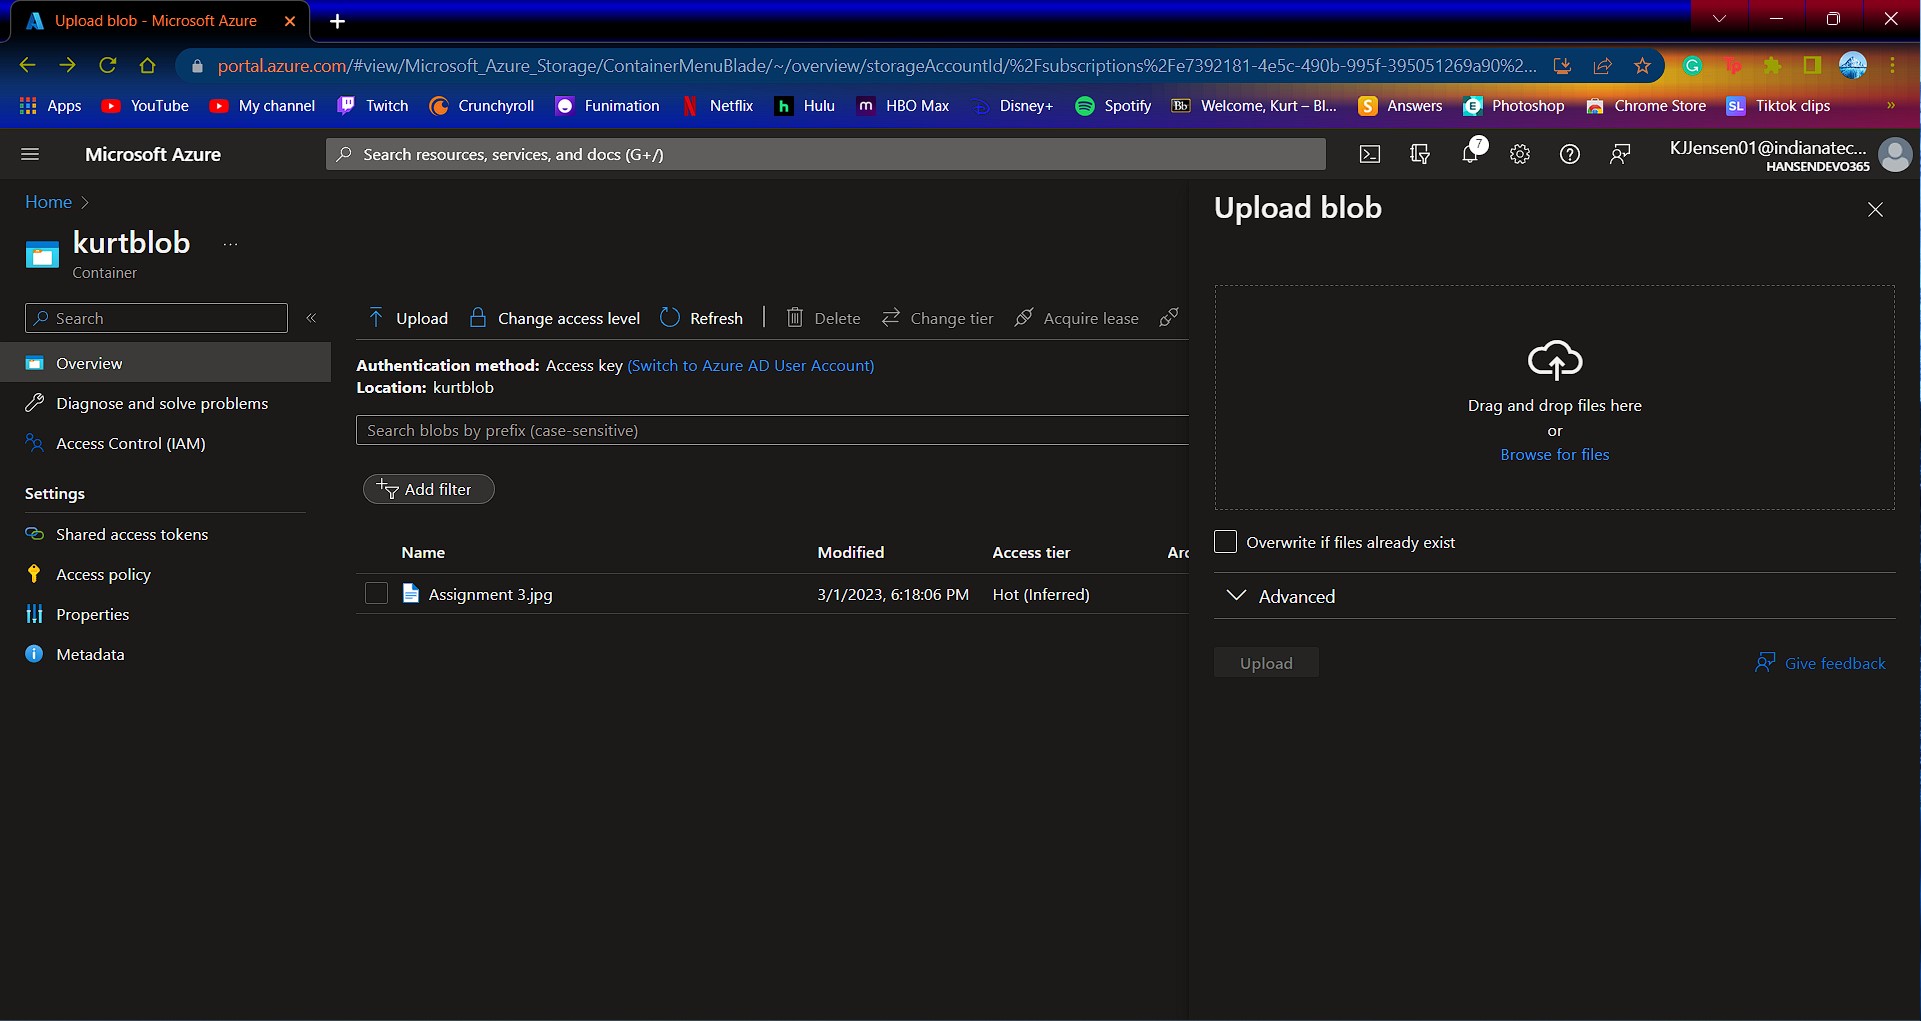 Upload blob - Microsoft Azure
portal.azure.com/#view/Microsoft_Azure_Storage/ContainerMenuBlade/~/overview/storageAccountId/%2Fsubscriptions%2Fe7392181-4e5c-490b-995f-395051269a90%2...
Apps YouTube My channel Twitch Crunchyroll Funimation Netflix Hulu HBO Max Disney+ Spotify Bb Welcome, Kurt – Bl... Answers Photoshop Chrome Store SL Tiktok clips »
Microsoft Azure
Search resources, services, and docs (G+/)
7
KJJensen01@indianatec...
HANSENDEVO365
Home >
kurtblob ...
Container
Search «
Overview
Diagnose and solve problems
Access Control (IAM)
Settings
Shared access tokens
Access policy
Properties
Metadata
Upload Change access level Refresh | Delete Change tier Acquire lease
Authentication method: Access key (Switch to Azure AD User Account)
Location: kurtblob
Search blobs by prefix (case-sensitive)
Add filter
Name Modified Access tier Arc
Assignment 3.jpg 3/1/2023, 6:18:06 PM Hot (Inferred)
Upload blob
Drag and drop files here
or
Browse for files
Overwrite if files already exist
Advanced
Upload
Give feedback